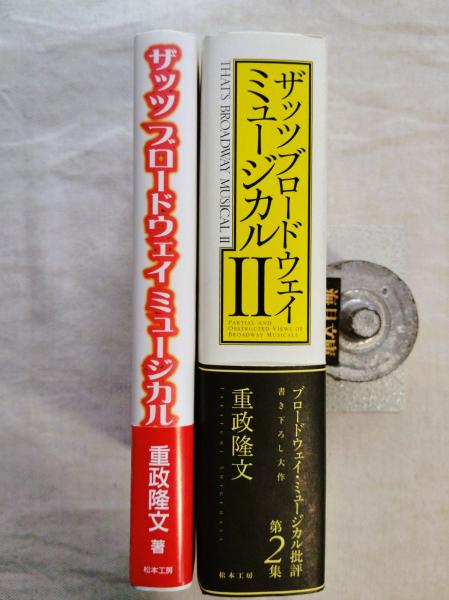 ザッツ ブロードウェイ ミュージカル
重政隆文 著
松本工房
ザッツブロードウェイ
ミュージカル II
THAT'S BROADWAY MUSICAL II
PARTIAL AND
OBSTRUCTED VIEWS OF
BROADWAY MUSICALS
ブロードウェイ・ミュージカル批評
書き下ろし大作
第2集
重政隆文
TAKAFUMI SHIGEMASA
松本工房